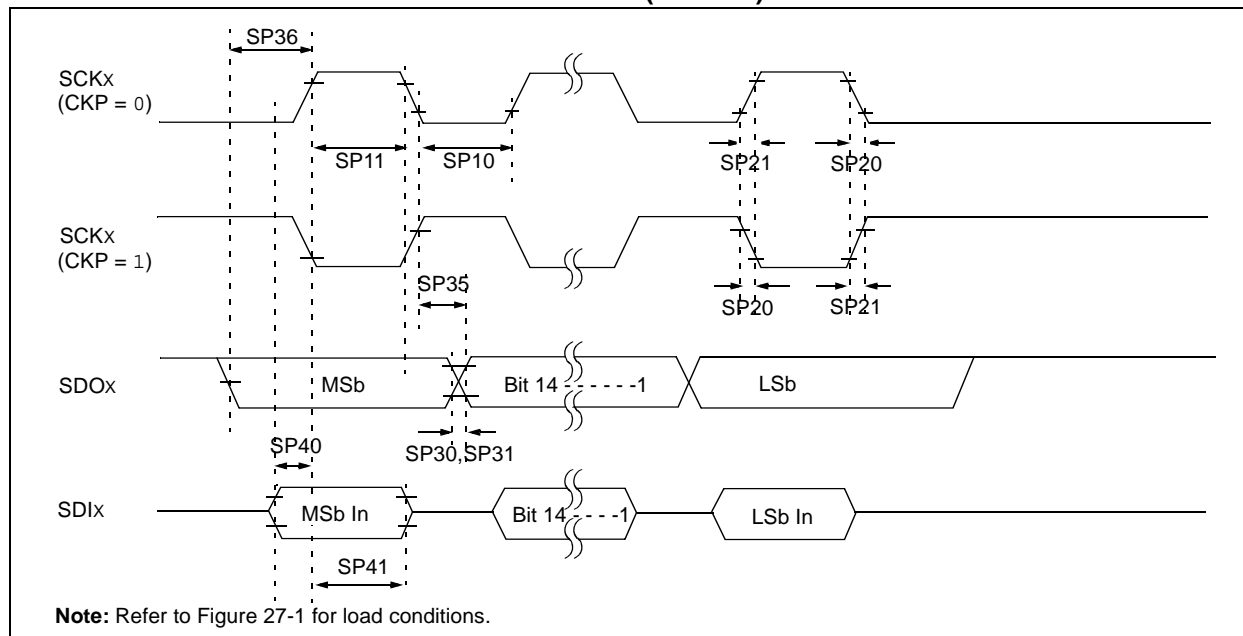 SP36
SCKx
(CKP = 0)
SP11
SP10
SP21
SP20
SCKx
(CKP = 1)
SP35
SP20
SP21
SDOx
MSb
Bit 14 - - - - - -1
LSb
SP40
SP30,SP31
SDIx
MSb In
Bit 14 - - - -1
LSb In
SP41
Note: Refer to Figure 27-1 for load conditions.